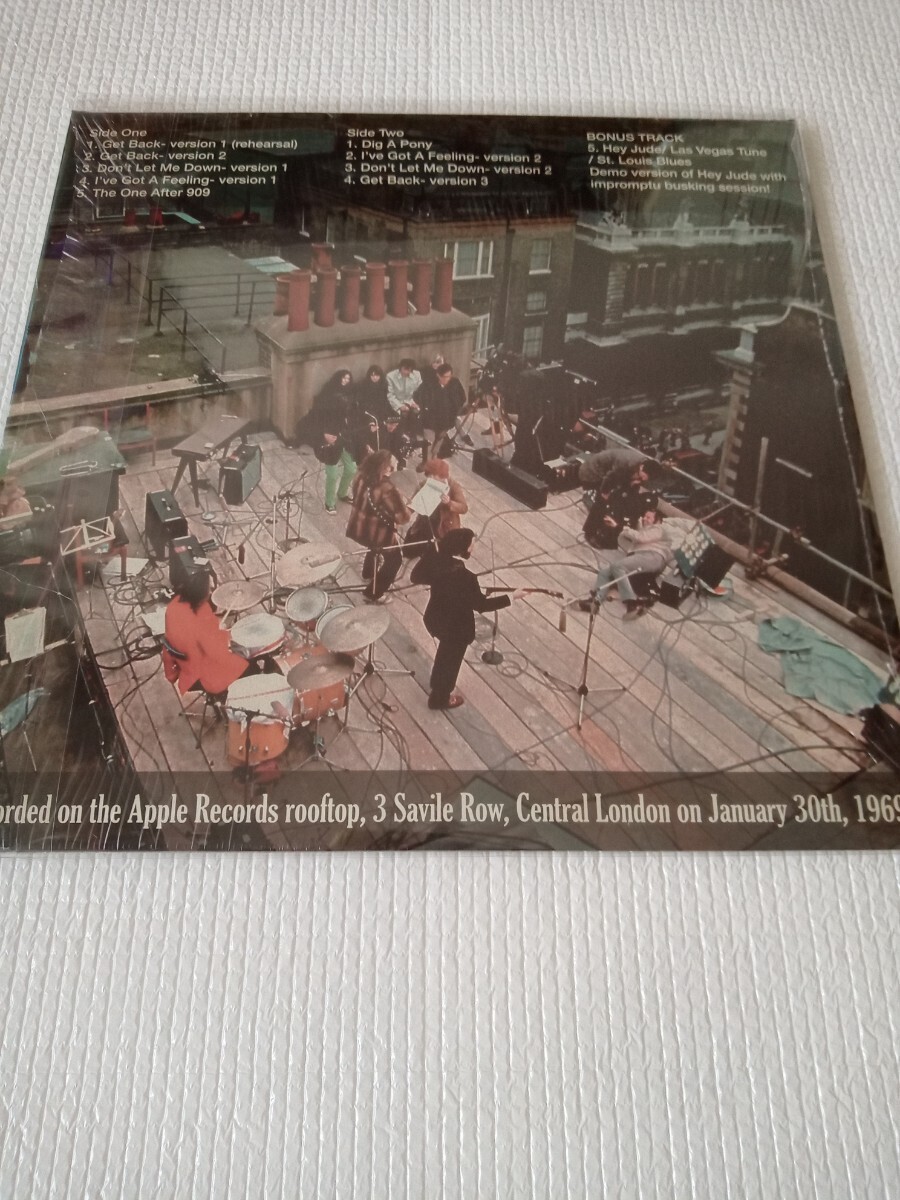 Side One
1. Get Back- version 1 (rehearsal)
2. Get Back- version 2
3. Don't Let Me Down- version 1
4. I've Got A Feeling- version 1
5. The One After 909
Side Two
1. Dig A Pony
2. I've Got A Feeling- version 2
3. Don't Let Me Down- version 2
4. Get Back- version 3
BONUS TRACK
5. Hey Jude/ Las Vegas Tune
/ St. Louis Blues
Demo version of Hey Jude with
impromptu busking session!
orded on the Apple Records rooftop, 3 Savile Row, Central London on January 30th, 1969